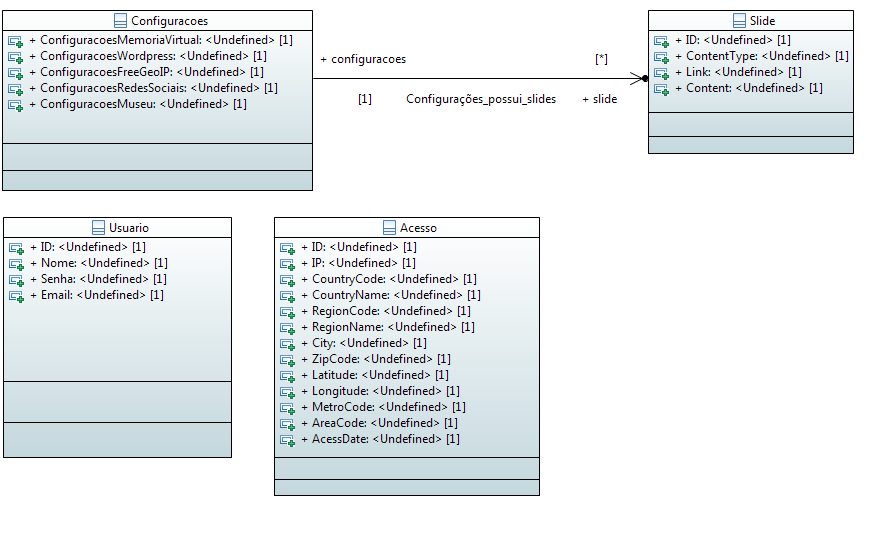 Configuracoes
+ ConfiguracoesMemoriaVirtual: <Undefined> [1]
+ ConfiguracoesWordpress: <Undefined> [1]
+ ConfiguracoesFreeGeoIP: <Undefined> [1]
+ ConfiguracoesRedesSociais: <Undefined> [1]
+ ConfiguracoesMuseu: <Undefined> [1]
+ configuracoes [*]
[1] Configurações_possui_slides + slide
Slide
+ ID: <Undefined> [1]
+ ContentType: <Undefined> [1]
+ Link: <Undefined> [1]
+ Content: <Undefined> [1]
Usuario
+ ID: <Undefined> [1]
+ Nome: <Undefined> [1]
+ Senha: <Undefined> [1]
+ Email: <Undefined> [1]
Acesso
+ ID: <Undefined> [1]
+ IP: <Undefined> [1]
+ CountryCode: <Undefined> [1]
+ CountryName: <Undefined> [1]
+ RegionCode: <Undefined> [1]
+ RegionName: <Undefined> [1]
+ City: <Undefined> [1]
+ ZipCode: <Undefined> [1]
+ Latitude: <Undefined> [1]
+ Longitude: <Undefined> [1]
+ MetroCode: <Undefined> [1]
+ AreaCode: <Undefined> [1]
+ AcessDate: <Undefined> [1]